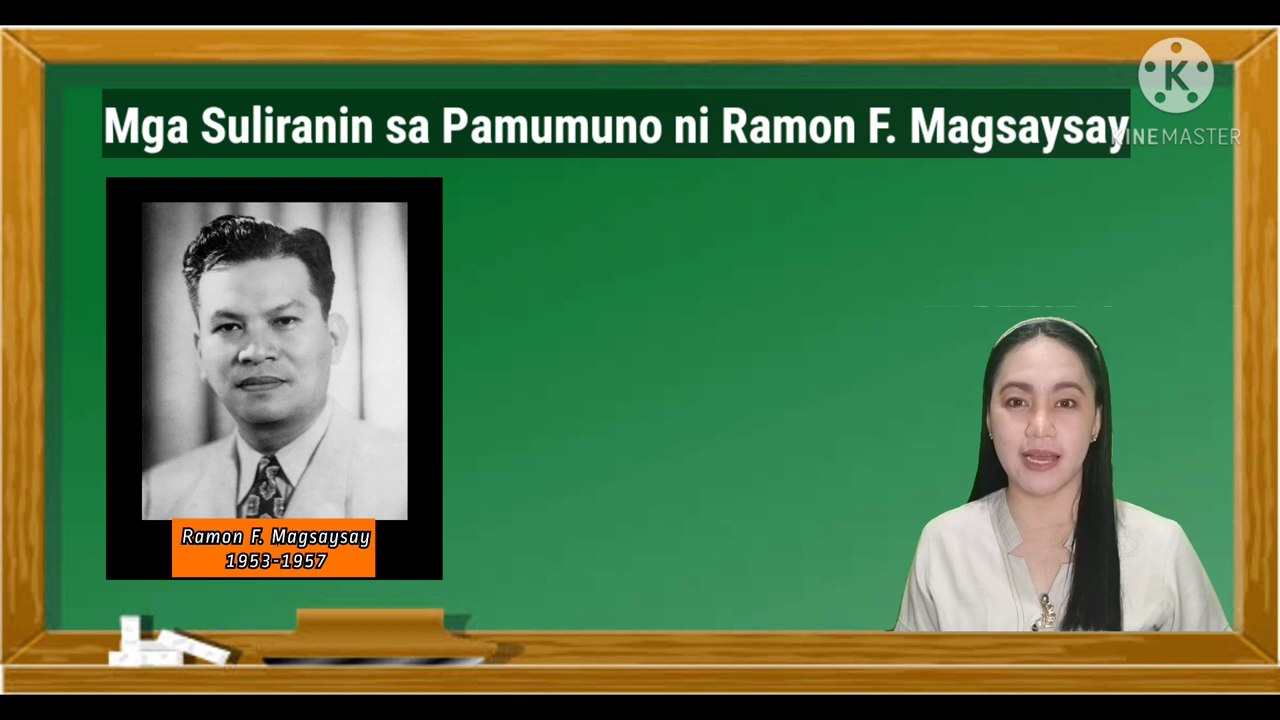 Mga Suliranin sa Pamumuno ni Ramon F. Magsaysay
K
KINEMASTER
Ramon F. Magsaysay
1953-1957